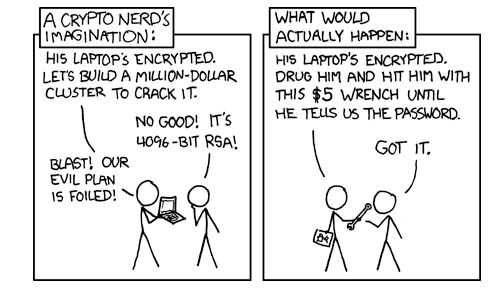 A CRYPTO NERD'S
IMAGINATION:
HIS LAPTOP'S ENCRYPTED.
LET'S BUILD A MILLION-DOLLAR
CLUSTER TO CRACK IT.
NO GOOD! IT'S
4096-BIT RSA!
BLAST! OUR
EVIL PLAN
IS FOILED!
WHAT WOULD
ACTUALLY HAPPEN:
HIS LAPTOP'S ENCRYPTED.
DRUG HIM AND HIT HIM WITH
THIS $5 WRENCH UNTIL
HE TELLS US THE PASSWORD.
GOT IT.